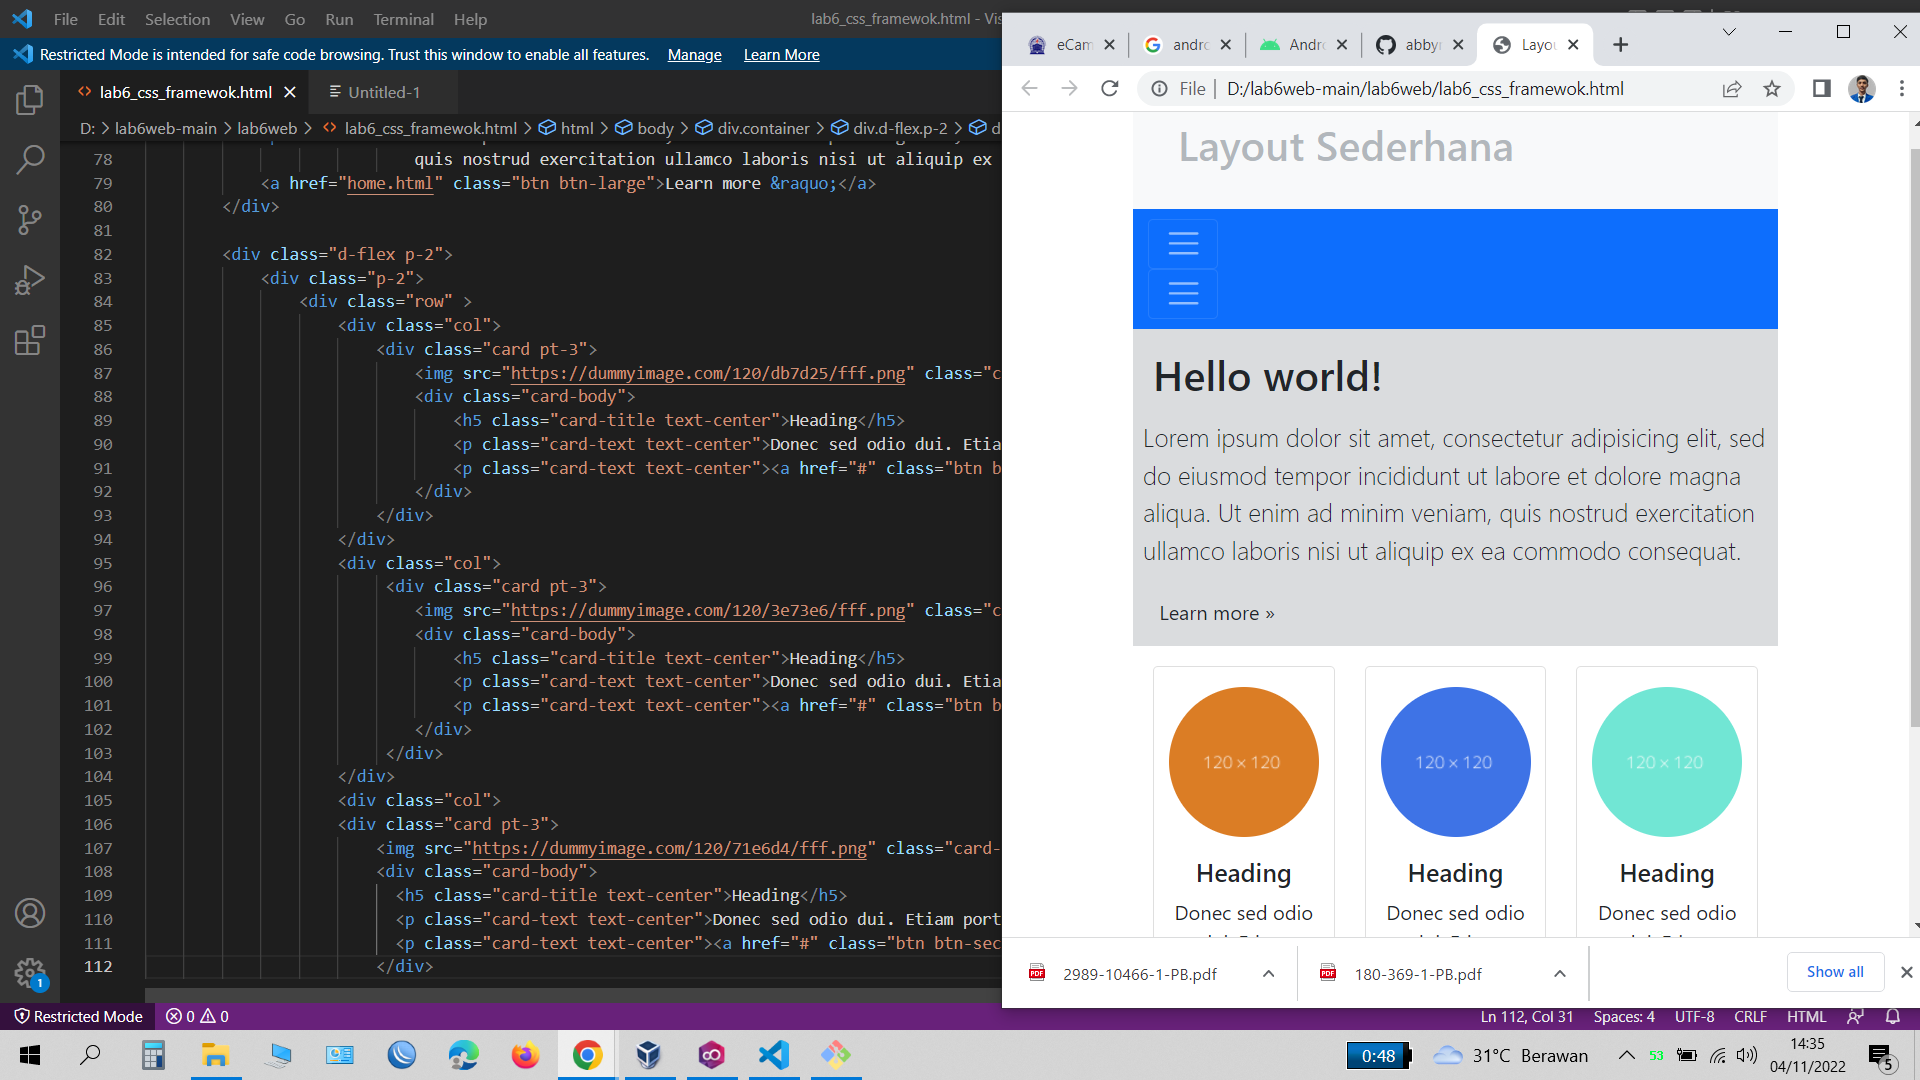 File Edit Selection View Go Run Terminal Help
lab6_css_framewok.html - Vis
Restricted Mode is intended for safe code browsing. Trust this window to enable all features. Manage Learn More
lab6_css_framewok.html Untitled-1
D: > lab6web-main > lab6web > lab6_css_framewok.html > html > body > div.container > div.d-flex.p-2 > d
78 quis nostrud exercitation ullamco laboris nisi ut aliquip ex
79 <a href="home.html" class="btn btn-large">Learn more &raquo;</a>
80 </div>
81
82 <div class="d-flex p-2">
83 <div class="p-2">
84 <div class="row" >
85 <div class="col">
86 <div class="card pt-3">
87 <img src="https://dummyimage.com/120/db7d25/fff.png" class="c
88 <div class="card-body">
89 <h5 class="card-title text-center">Heading</h5>
90 <p class="card-text text-center">Donec sed odio dui. Etia
91 <p class="card-text text-center"><a href="#" class="btn b
92 </div>
93 </div>
94 </div>
95 <div class="col">
96 <div class="card pt-3">
97 <img src="https://dummyimage.com/120/3e73e6/fff.png" class="c
98 <div class="card-body">
99 <h5 class="card-title text-center">Heading</h5>
100 <p class="card-text text-center">Donec sed odio dui. Etia
101 <p class="card-text text-center"><a href="#" class="btn b
102 </div>
103 </div>
104 </div>
105 <div class="col">
106 <div class="card pt-3">
107 <img src="https://dummyimage.com/120/71e6d4/fff.png" class="card-
108 <div class="card-body">
109 <h5 class="card-title text-center">Heading</h5>
110 <p class="card-text text-center">Donec sed odio dui. Etiam port
111 <p class="card-text text-center"><a href="#" class="btn btn-sec
112 </div>
1
Restricted Mode 0 0
Ln 112, Col 31 Spaces: 4 UTF-8 CRLF HTML
eCam andro Andro abbyr Layou
File D:/lab6web-main/lab6web/lab6_css_framewok.html
Layout Sederhana
Hello world!
Lorem ipsum dolor sit amet, consectetur adipisicing elit, sed
do eiusmod tempor incididunt ut labore et dolore magna
aliqua. Ut enim ad minim veniam, quis nostrud exercitation
ullamco laboris nisi ut aliquip ex ea commodo consequat.
Learn more »
120 × 120 120 × 120 120 × 120
Heading Heading Heading
Donec sed odio Donec sed odio Donec sed odio
2989-10466-1-PB.pdf 180-369-1-PB.pdf Show all
0:48 31°C Berawan 53 14:35
04/11/2022 5